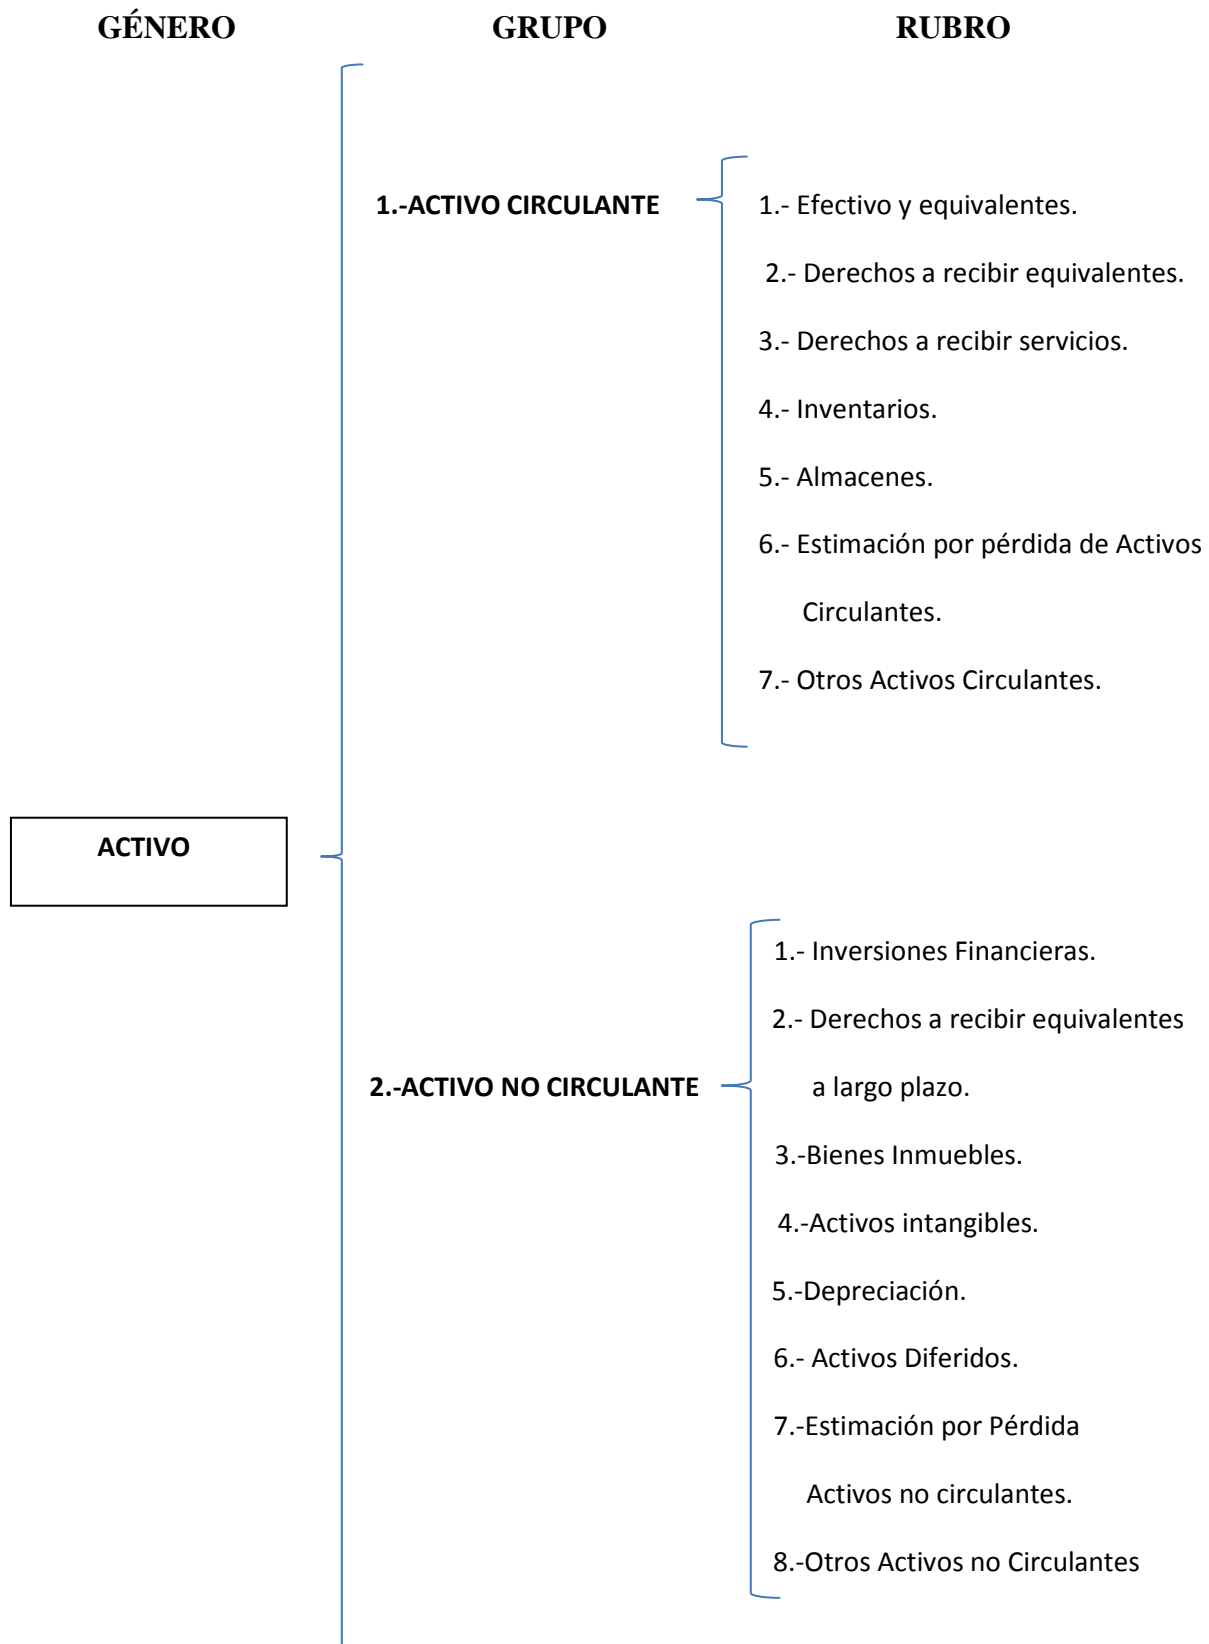 GÉNERO GRUPO RUBRO
1.-ACTIVO CIRCULANTE
1.- Efectivo y equivalentes.
2.- Derechos a recibir equivalentes.
3.- Derechos a recibir servicios.
4.- Inventarios.
5.- Almacenes.
6.- Estimación por pérdida de Activos
Circulantes.
7.- Otros Activos Circulantes.
ACTIVO
2.-ACTIVO NO CIRCULANTE
1.- Inversiones Financieras.
2.- Derechos a recibir equivalentes
a largo plazo.
3.-Bienes Inmuebles.
4.-Activos intangibles.
5.-Depreciación.
6.- Activos Diferidos.
7.-Estimación por Pérdida
Activos no circulantes.
8.-Otros Activos no Circulantes